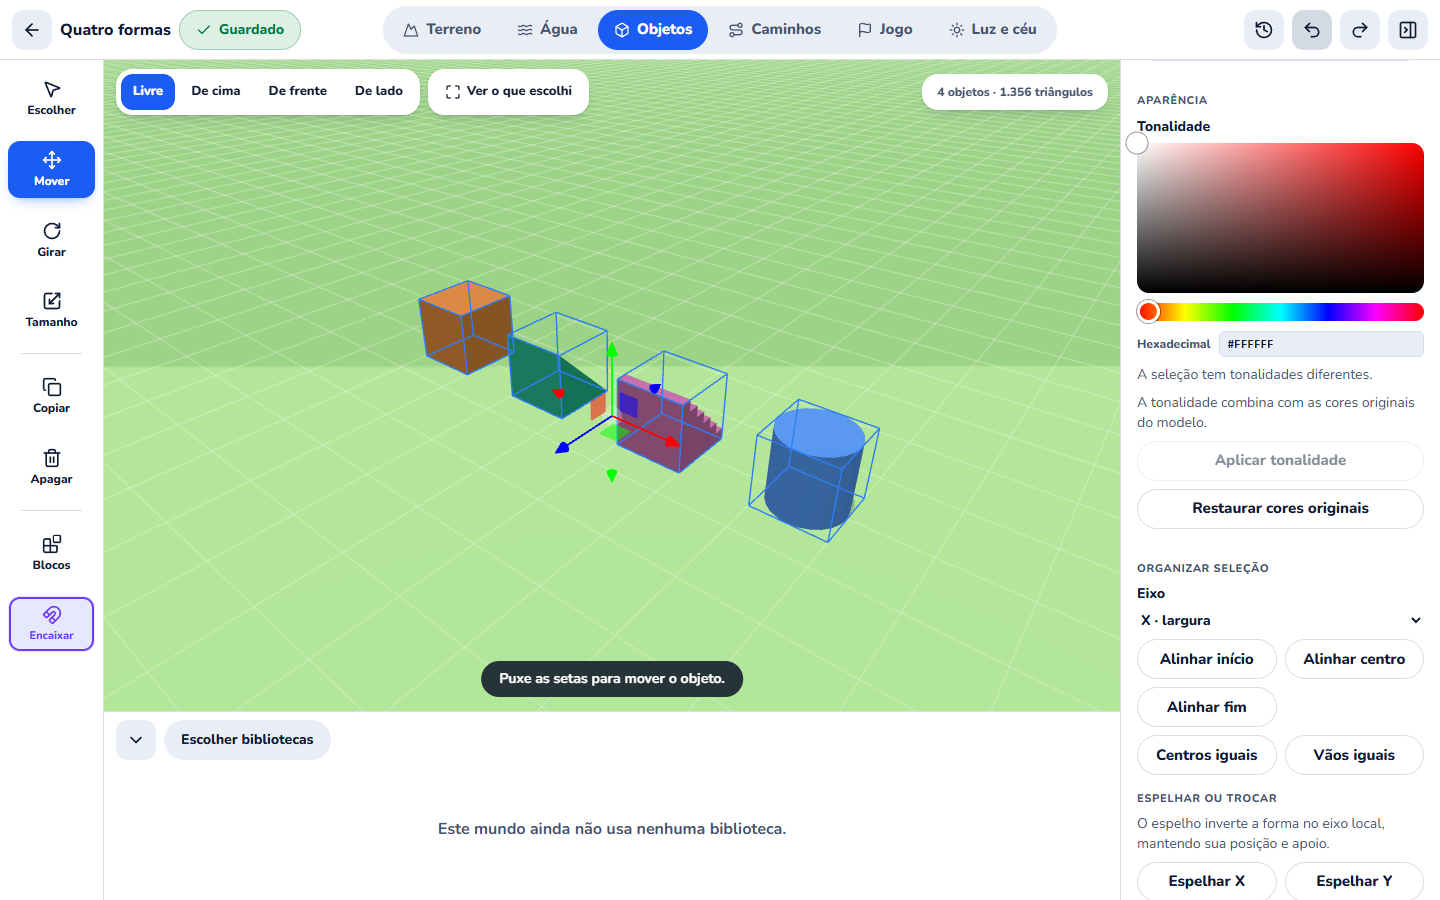 Quatro formas
Guardado
Terreno
Água
Objetos
Caminhos
Jogo
Luz e céu
Escolher
Mover
Girar
Tamanho
Copiar
Apagar
Blocos
Encaixar
Livre
De cima
De frente
De lado
Ver o que escolhi
4 objetos · 1.356 triângulos
Puxe as setas para mover o objeto.
Escolher bibliotecas
Este mundo ainda não usa nenhuma biblioteca.
APARÊNCIA
Tonalidade
Hexadecimal
#FFFFFF
A seleção tem tonalidades diferentes.
A tonalidade combina com as cores originais
do modelo.
Aplicar tonalidade
Restaurar cores originais
ORGANIZAR SELEÇÃO
Eixo
X · largura
Alinhar início
Alinhar centro
Alinhar fim
Centros iguais
Vãos iguais
ESPELHAR OU TROCAR
O espelho inverte a forma no eixo local,
mantendo sua posição e apoio.
Espelhar X
Espelhar Y